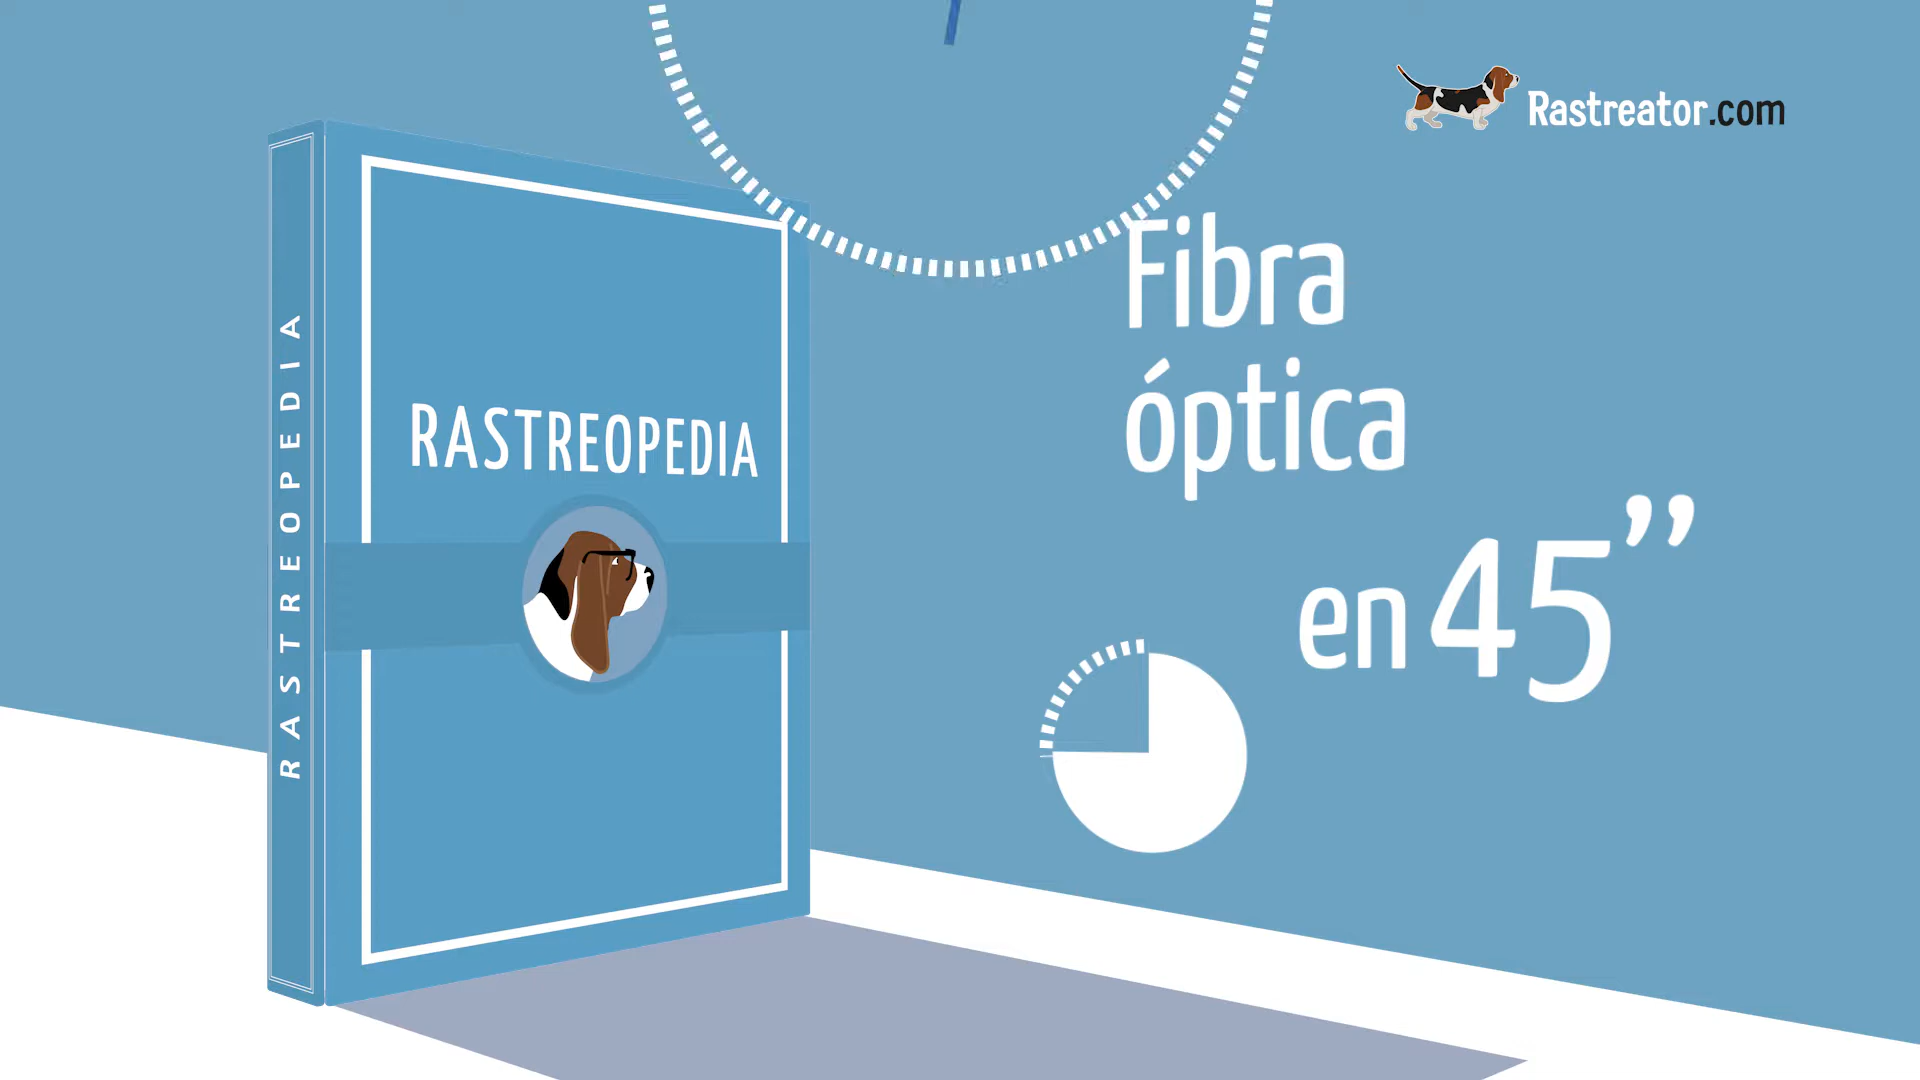 Rastreator.com
RASTREOPEDIA
RASTREOPEDIA
Fibra
óptica
en 45”